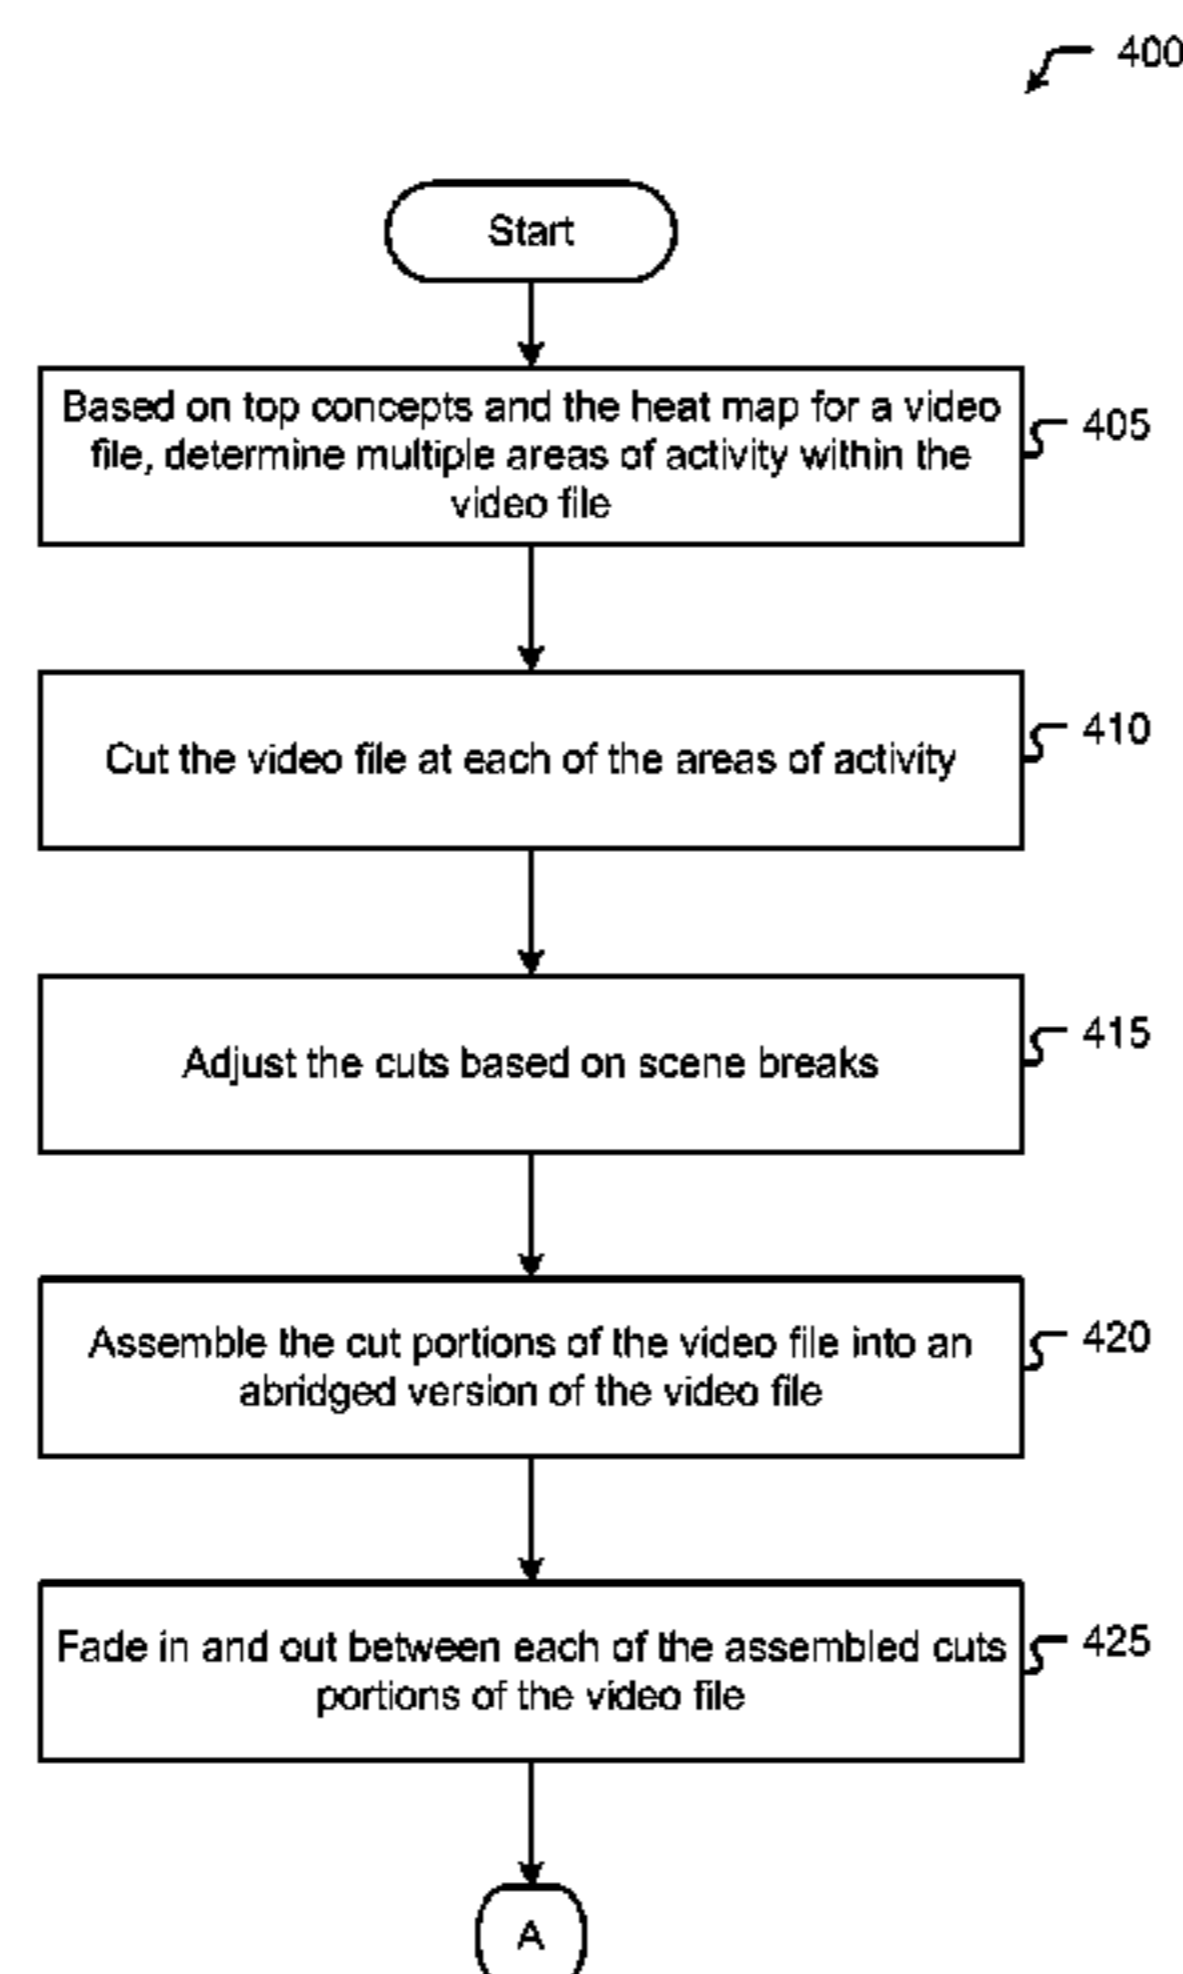 400
Start
Based on top concepts and the heat map for a video
file, determine multiple areas of activity within the
video file
405
Cut the video file at each of the areas of activity
410
Adjust the cuts based on scene breaks
415
Assemble the cut portions of the video file into an
abridged version of the video file
420
Fade in and out between each of the assembled cuts
portions of the video file
425
A